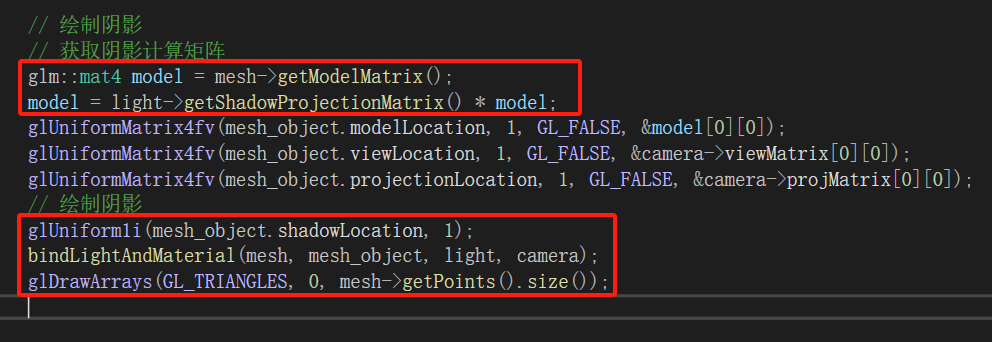 // 绘制阴影
// 获取阴影计算矩阵
glm::mat4 model = mesh->getModelMatrix();
model = light->getShadowProjectionMatrix() * model;
glUniformMatrix4fv(mesh_object.modelLocation, 1, GL_FALSE, &model[0][0]);
glUniformMatrix4fv(mesh_object.viewLocation, 1, GL_FALSE, &camera->viewMatrix[0][0]);
glUniformMatrix4fv(mesh_object.projectionLocation, 1, GL_FALSE, &camera->projMatrix[0][0]);
// 绘制阴影
glUniform1i(mesh_object.shadowLocation, 1);
bindLightAndMaterial(mesh, mesh_object, light, camera);
glDrawArrays(GL_TRIANGLES, 0, mesh->getPoints().size());